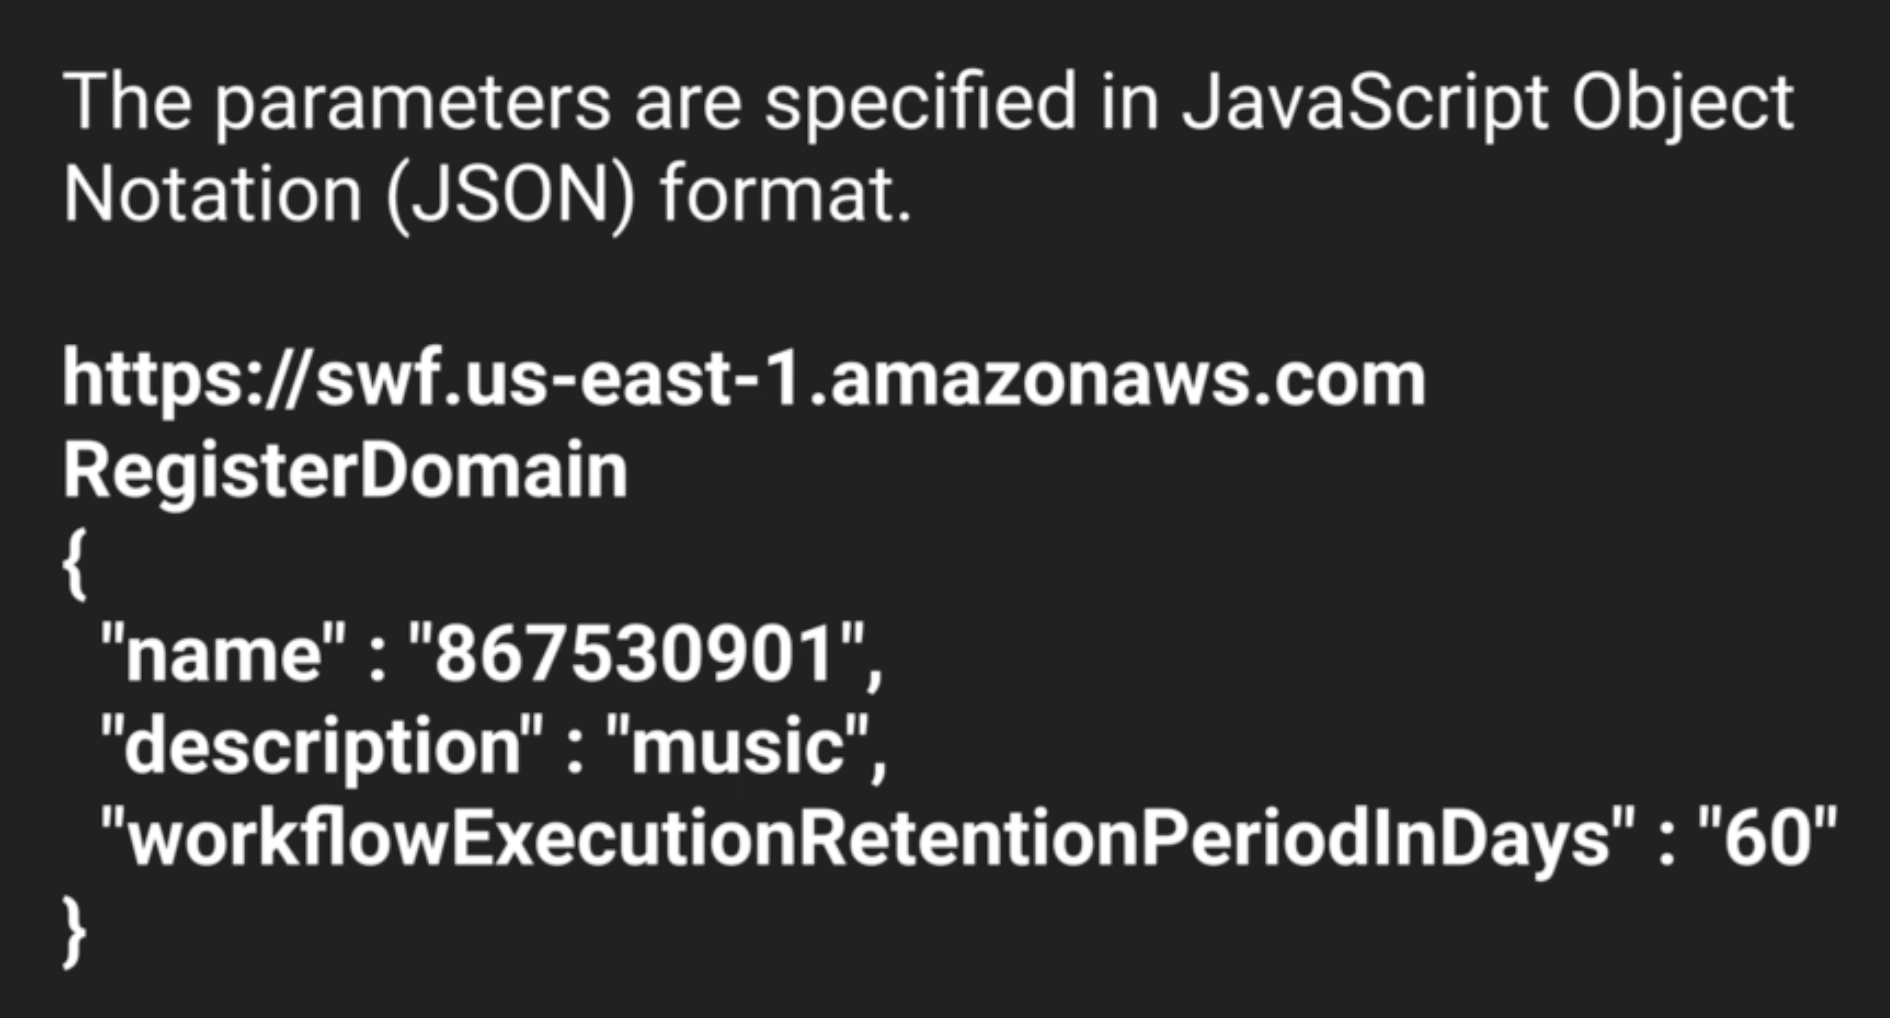 The parameters are specified in JavaScript Object
Notation (JSON) format.
https://swf.us-east-1.amazonaws.com
RegisterDomain
{
"name" : "867530901",
"description" : "music",
"workflowExecutionRetentionPeriodInDays" : "60"
}